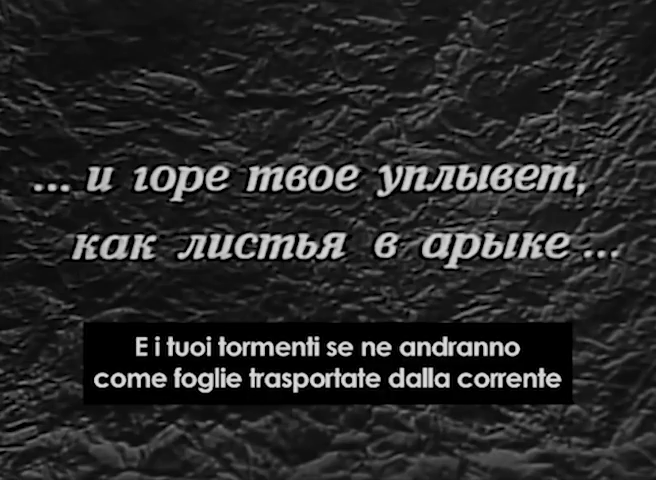 ... и горе твое уплывет,
как листья в арыке ...
E i tuoi tormenti se ne andranno
come foglie trasportate dalla corrente